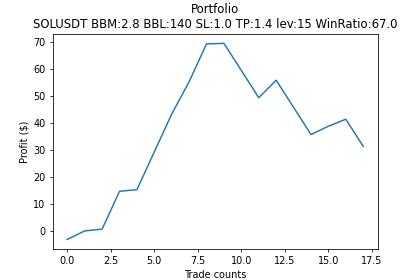 Portfolio
SOLUSDT BBM:2.8 BBL:140 SL:1.0 TP:1.4 lev:15 WinRatio:67.0
70
60
50
40
30
20
10
0
Profit ($)
0.0 2.5 5.0 7.5 10.0 12.5 15.0 17.5
Trade counts